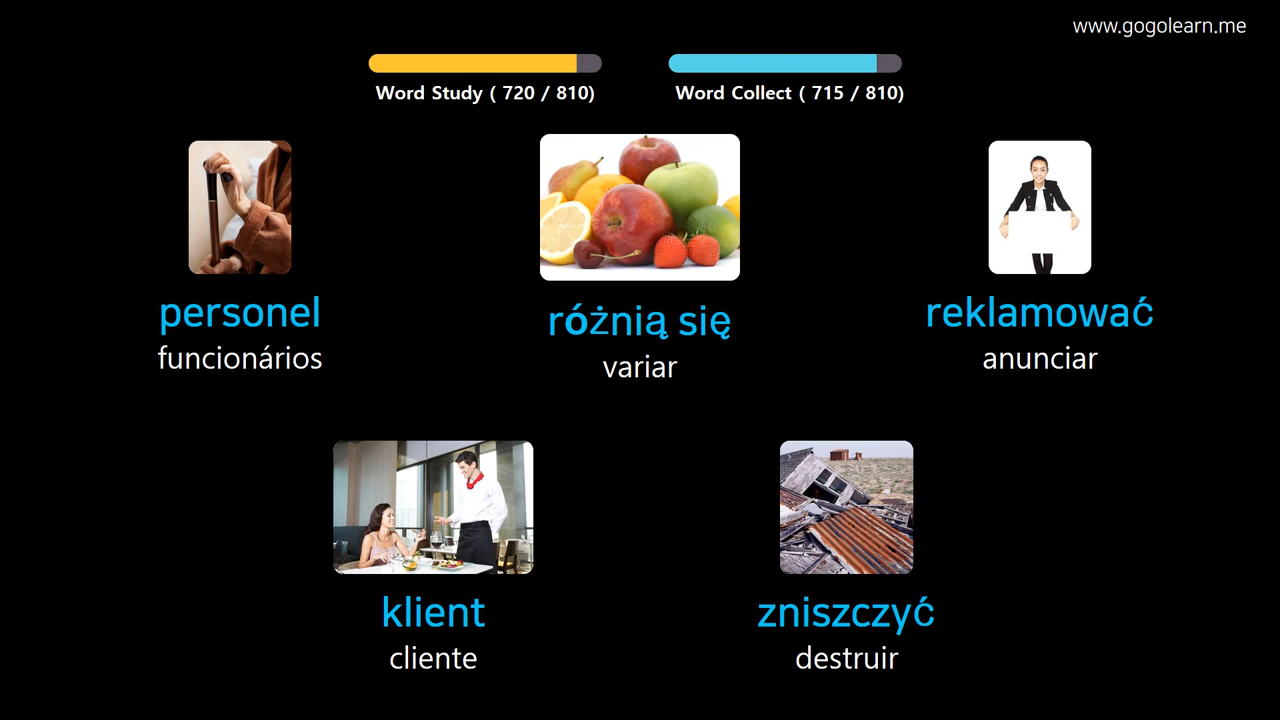 www.gogolearn.me
Word Study ( 720 / 810)
Word Collect ( 715 / 810)
personel
funcionários
różnią się
variar
reklamować
anunciar
klient
cliente
zniszczyć
destruir